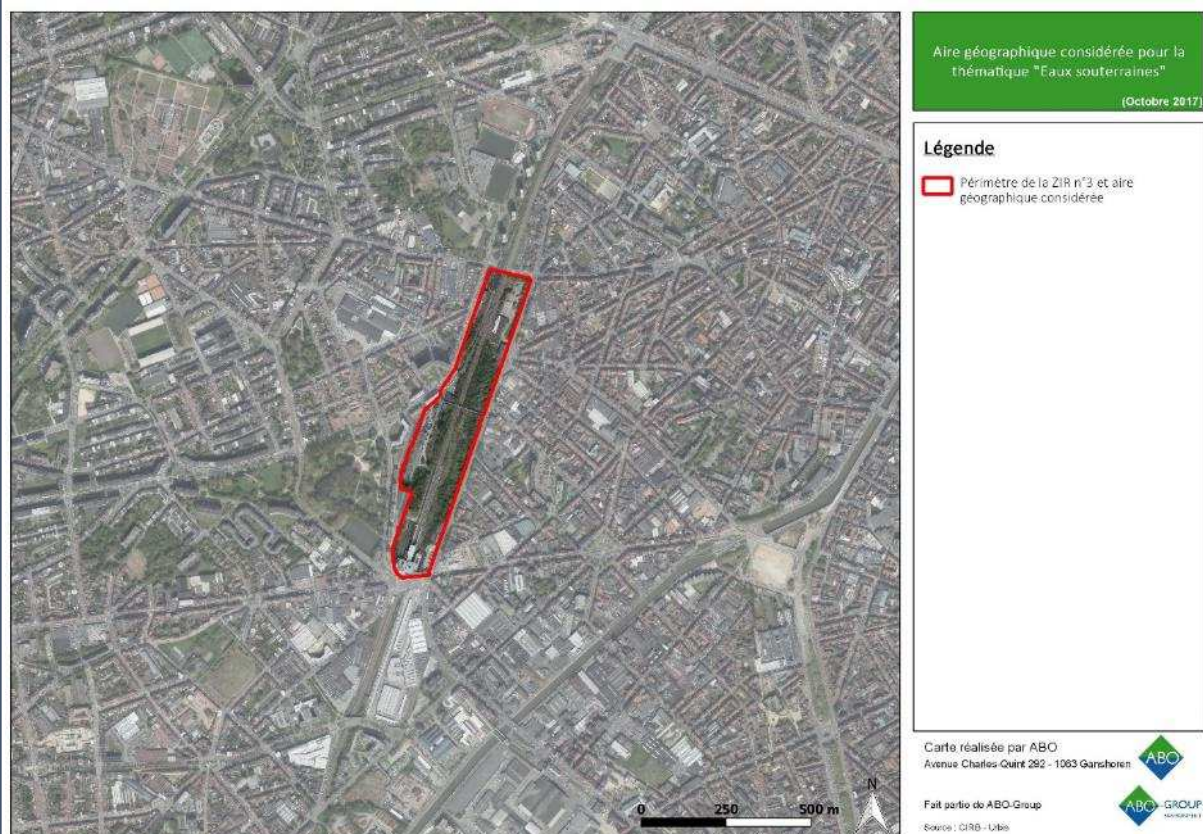 Aire géographique considérée pour la
thématique "Eaux souterraines"
(Octobre 2017)
Légende
Périmètre de la ZIR n°3 et aire
géographique considérée
N
0 250 500 m
Carte réalisée par ABO
Avenue Charles-Quint 292 - 1083 Ganshoren
ABO
Fait partie de ABO-Group
ABO GROUP
Source : CIRB - Urbis